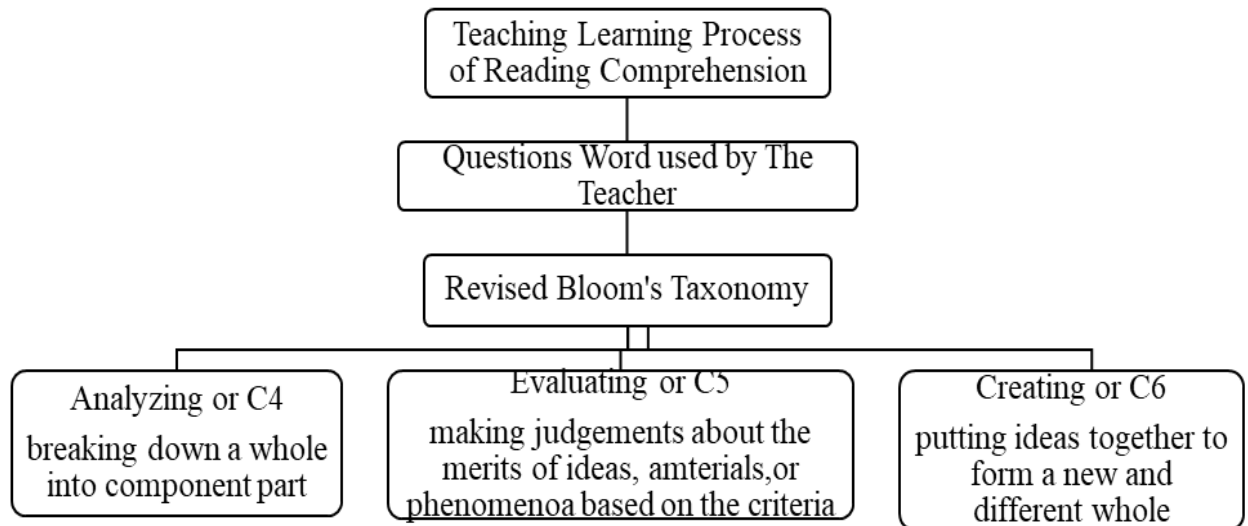 Teaching Learning Process
of Reading Comprehension
Questions Word used by The
Teacher
Revised Bloom's Taxonomy
Analyzing or C4
breaking down a whole
into component part
Evaluating or C5
making judgements about the
merits of ideas, amterials,or
phenomenoa based on the criteria
Creating or C6
putting ideas together to
form a new and
different whole